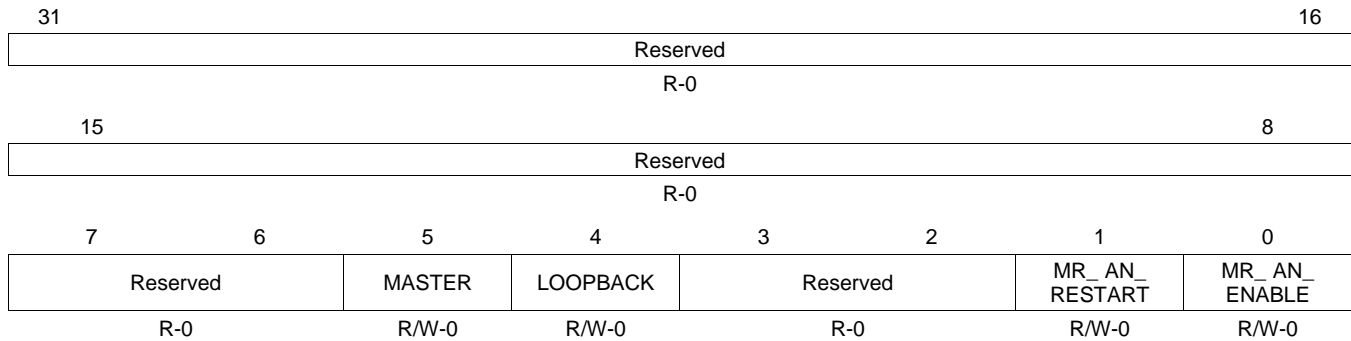 31 16
Reserved
R-0
15 8
Reserved
R-0
7 6 5 4 3 2 1 0
Reserved MASTER LOOPBACK Reserved MR_ AN_ RESTART MR_ AN_ ENABLE
R-0 R/W-0 R/W-0 R-0 R/W-0 R/W-0